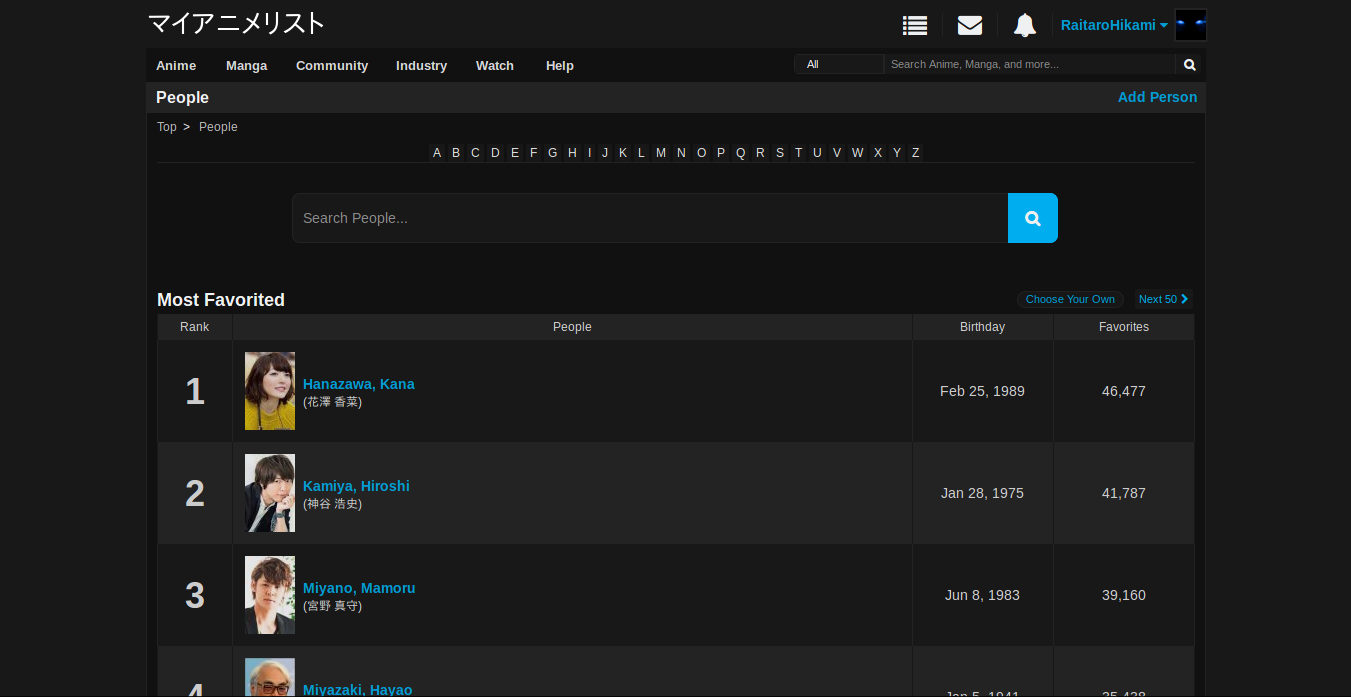 マイアニメリスト
RaitaroHikami
Anime Manga Community Industry Watch Help
All Search Anime, Manga, and more...
People Add Person
Top > People
A B C D E F G H I J K L M N O P Q R S T U V W X Y Z
Search People...
Most Favorited Choose Your Own Next 50
Rank People Birthday Favorites
1 Hanazawa, Kana Feb 25, 1989 46,477
(花澤 香菜)
2 Kamiya, Hiroshi Jan 28, 1975 41,787
(神谷 浩史)
3 Miyano, Mamoru Jun 8, 1983 39,160
(宮野 真守)
4 Miyazaki, Hayao Jan 5, 1941 35,438